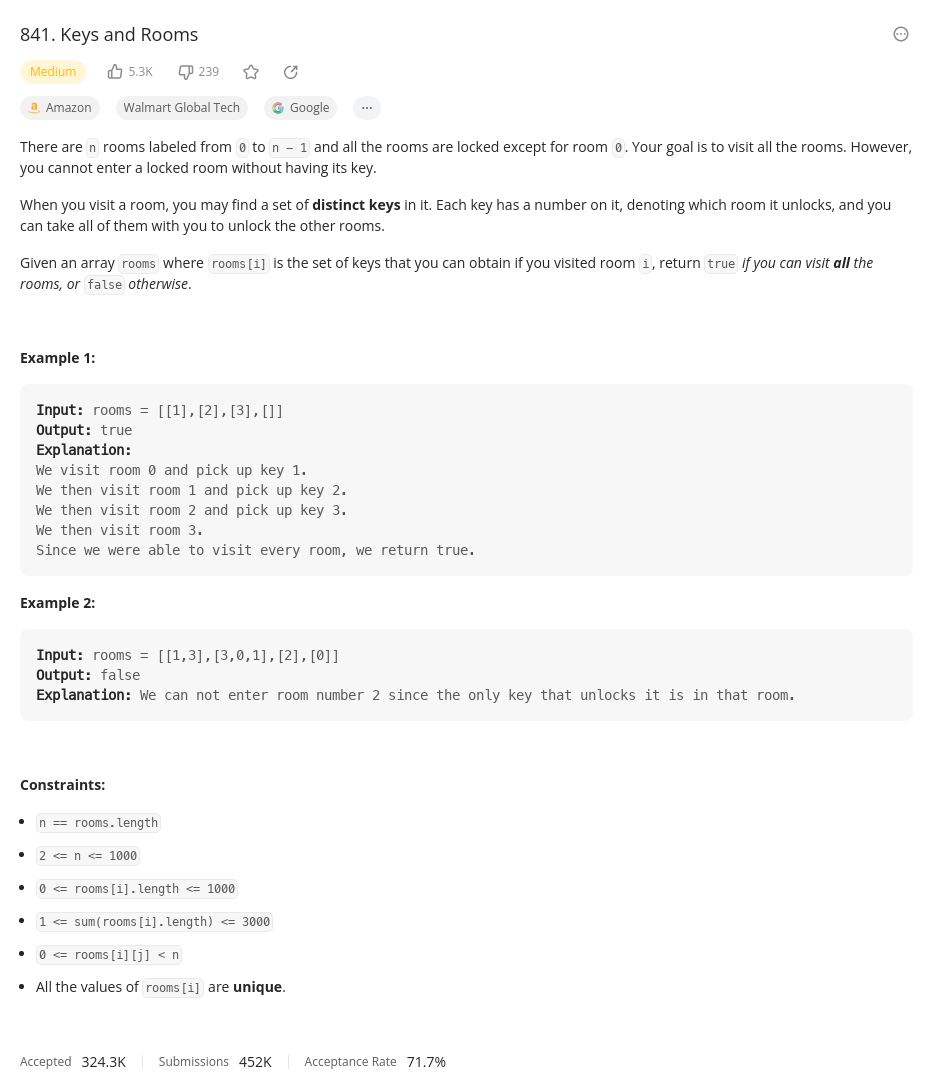 841. Keys and Rooms
Medium 5.3K 239
a Amazon Walmart Global Tech G Google ...
There are n rooms labeled from 0 to n - 1 and all the rooms are locked except for room 0. Your goal is to visit all the rooms. However,
you cannot enter a locked room without having its key.
When you visit a room, you may find a set of distinct keys in it. Each key has a number on it, denoting which room it unlocks, and you
can take all of them with you to unlock the other rooms.
Given an array rooms where rooms[i] is the set of keys that you can obtain if you visited room i, return true if you can visit all the
rooms, or false otherwise.
Example 1:
Input: rooms = [[1],[2],[3],[]]
Output: true
Explanation:
We visit room 0 and pick up key 1.
We then visit room 1 and pick up key 2.
We then visit room 2 and pick up key 3.
We then visit room 3.
Since we were able to visit every room, we return true.
Example 2:
Input: rooms = [[1,3],[3,0,1],[2],[0]]
Output: false
Explanation: We can not enter room number 2 since the only key that unlocks it is in that room.
Constraints:
n == rooms.length
2 <= n <= 1000
0 <= rooms[i].length <= 1000
1 <= sum(rooms[i].length) <= 3000
0 <= rooms[i][j] < n
All the values of rooms[i] are unique.
Accepted 324.3K Submissions 452K Acceptance Rate 71.7%